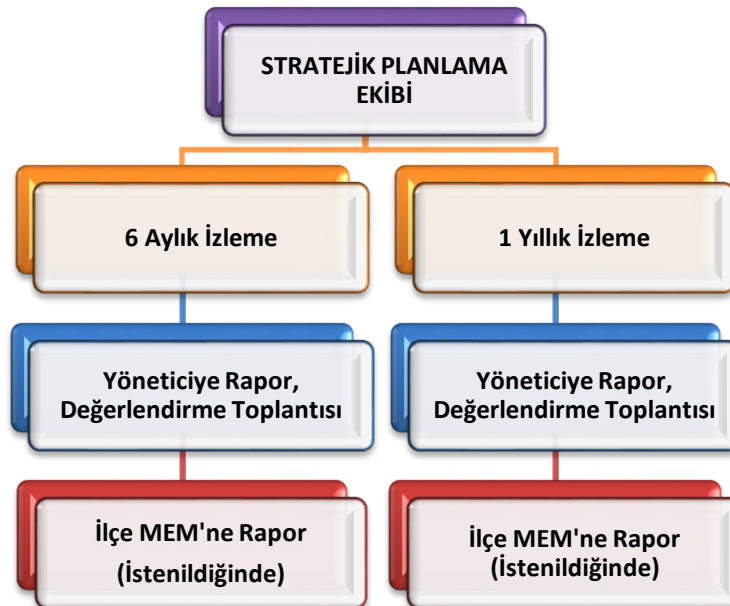 STRATEJİK PLANLAMA
EKİBİ
6 Aylık İzleme
1 Yıllık İzleme
Yöneticiye Rapor,
Değerlendirme Toplantısı
Yöneticiye Rapor,
Değerlendirme Toplantısı
İlçe MEM'ne Rapor
(İstenildiğinde)
İlçe MEM'ne Rapor
(İstenildiğinde)